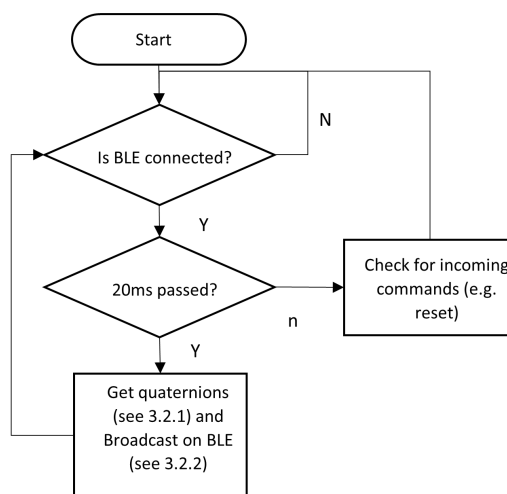 Start
N
Is BLE connected?
Y
Check for incoming
commands (e.g.
reset)
20ms passed?
n
Y
Get quaternions
(see 3.2.1) and
Broadcast on BLE
(see 3.2.2)